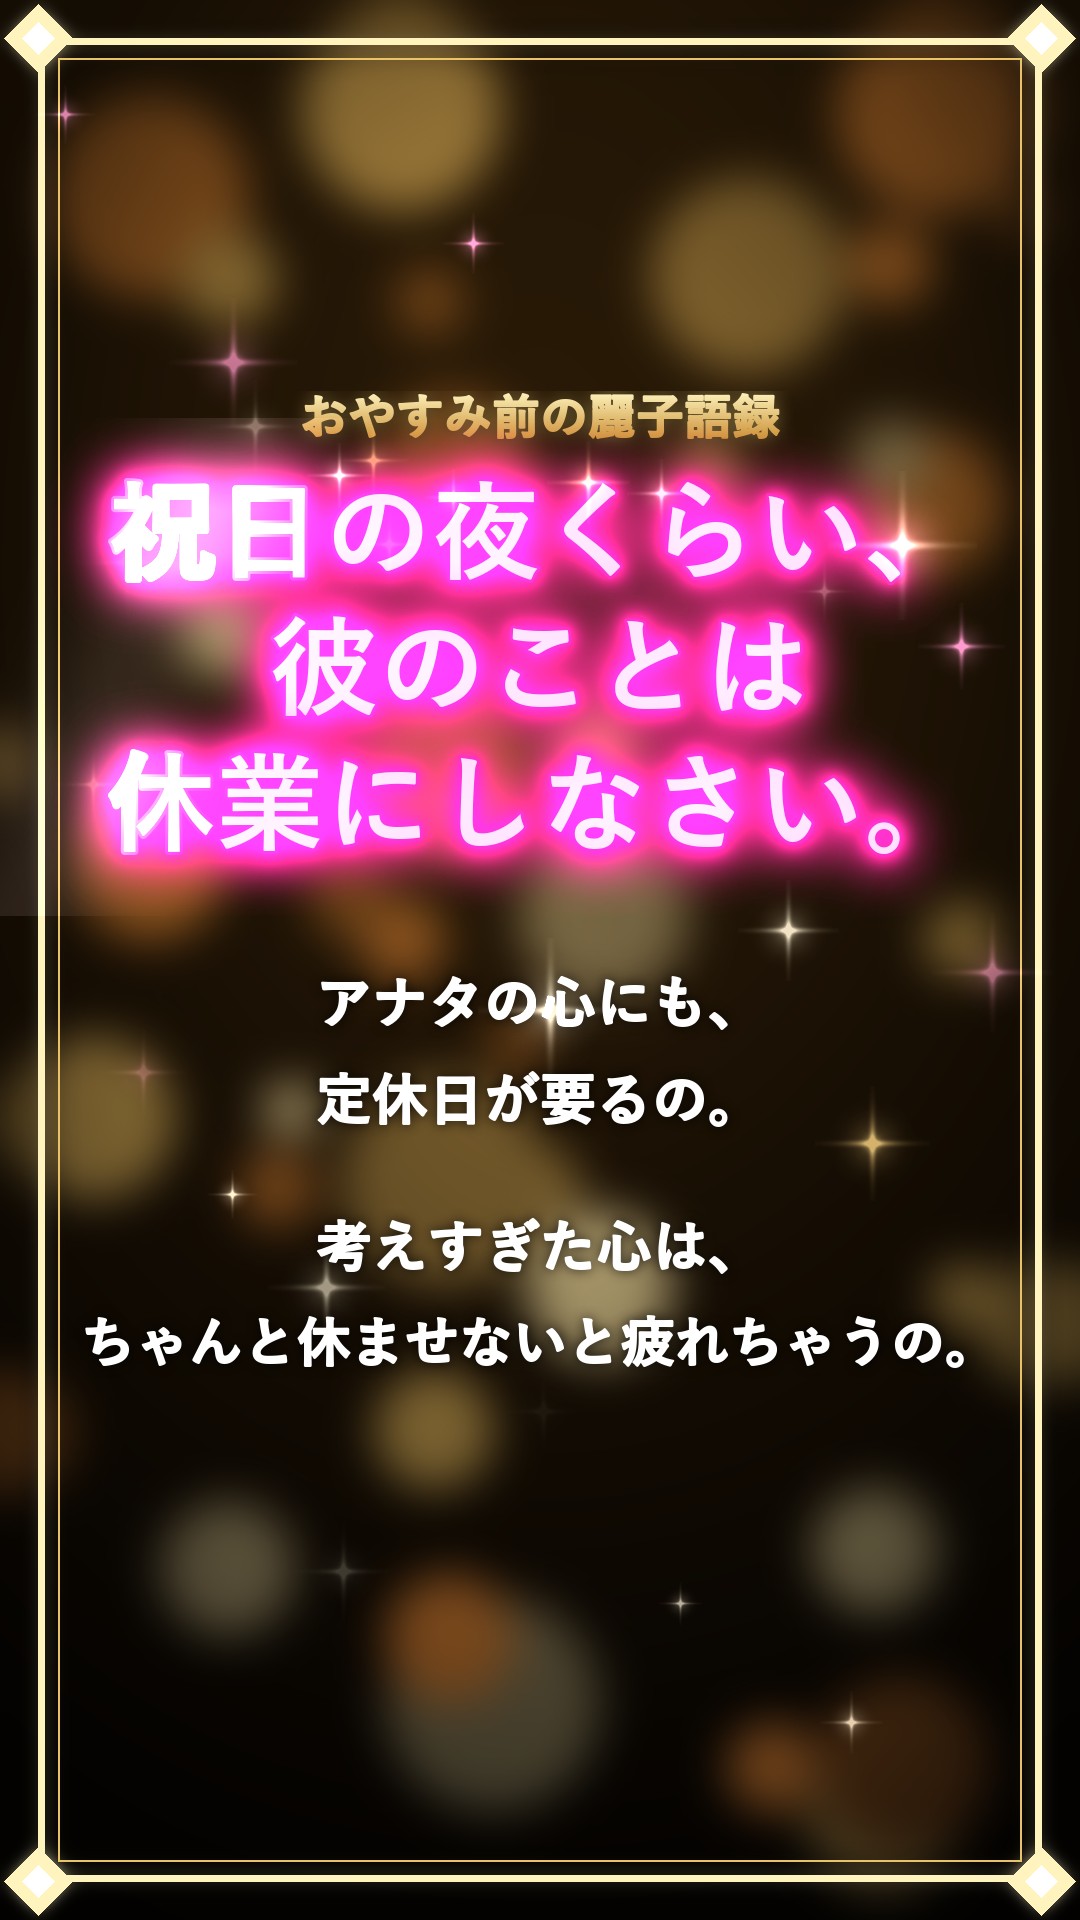 おやすみ前の麗子語録
祝日の夜くらい、
彼のことは
休業にしなさい。
アナタの心にも、
定休日が要るの。
考えすぎた心は、
ちゃんと休ませないと疲れちゃうの。